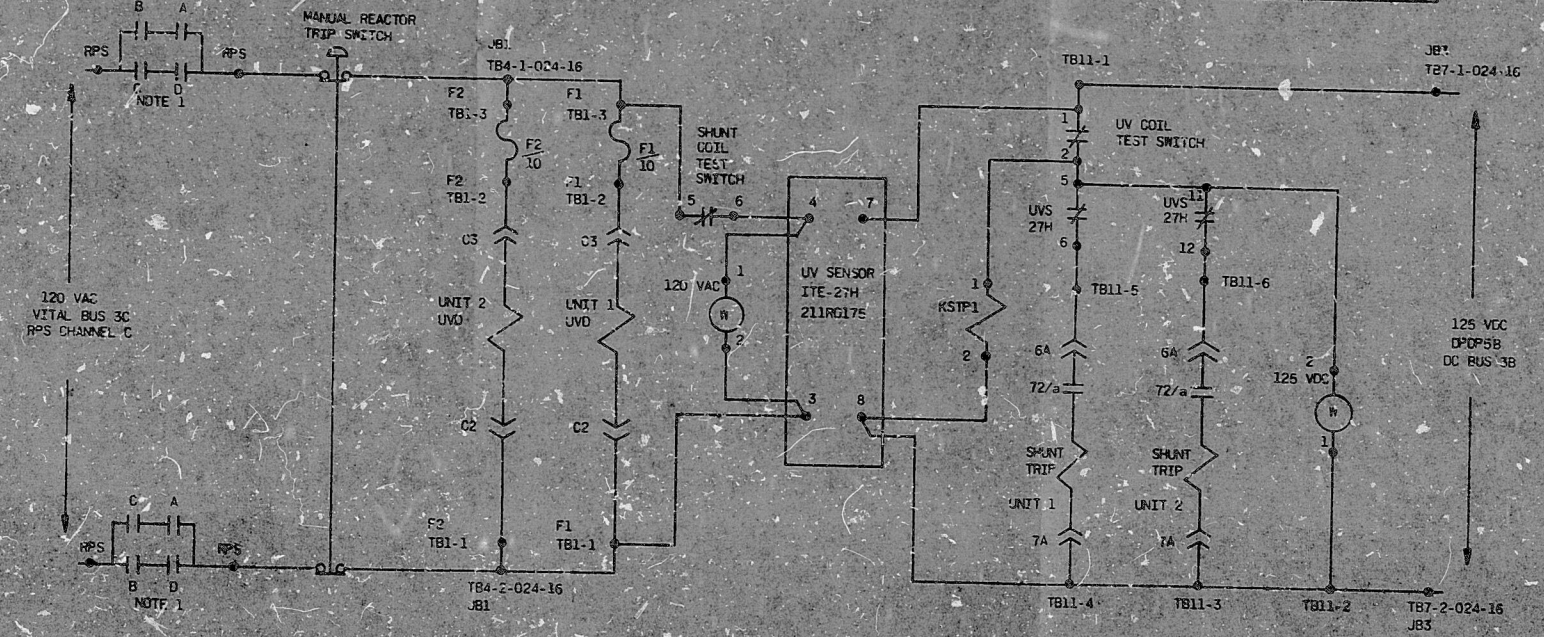 B A
MANUAL REACTOR
TRIP SWITCH
RPS
RPS
C D
NOTE 1
JB1
TB4-1-024-16
F2
TB1-3
F1
TB1-3
F2
10
F1
10
F2
TB1-2
F1
TB1-2
C3
C3
UNIT 2
UVD
UNIT 1
UVD
C2
C2
F2
TB1-1
F1
TB1-1
TB4-2-024-16
JB1
120 VAC
VITAL BUS 3C
RPS CHANNEL C
C A
RPS
RPS
B D
NOTE 1
SHUNT
COIL
TEST
SWITCH
5 6
4 7
120 VAC
1
W
2
UV SENSOR
ITE-27H
211RG175
3 8
TB11-1
1
UV COIL
TEST SWITCH
2
5
UVS
27H
11
UVS
27H
6
12
TB11-5
TB11-6
1
KSTP1
2
6A
6A
72/a
72/a
SHUNT
TRIP
SHUNT
TRIP
UNIT 1
UNIT 2
7A
7A
2
125 VDC
W
1
TB11-4
TB11-3
TB11-2
TB7-2-024-16
JB3
JB3
TB7-1-024-16
125 VDC
DPDP5B
DC BUS 3B